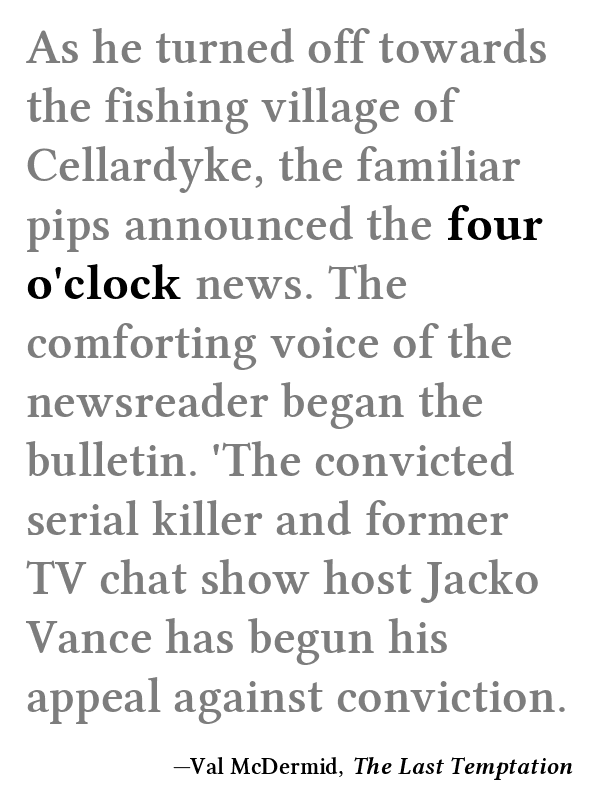 As he turned off towards
the fishing village of
Cellardyke, the familiar
pips announced the four
o'clock news. The
comforting voice of the
newsreader began the
bulletin. 'The convicted
serial killer and former
TV chat show host Jacko
Vance has begun his
appeal against conviction.
—Val McDermid, The Last Temptation